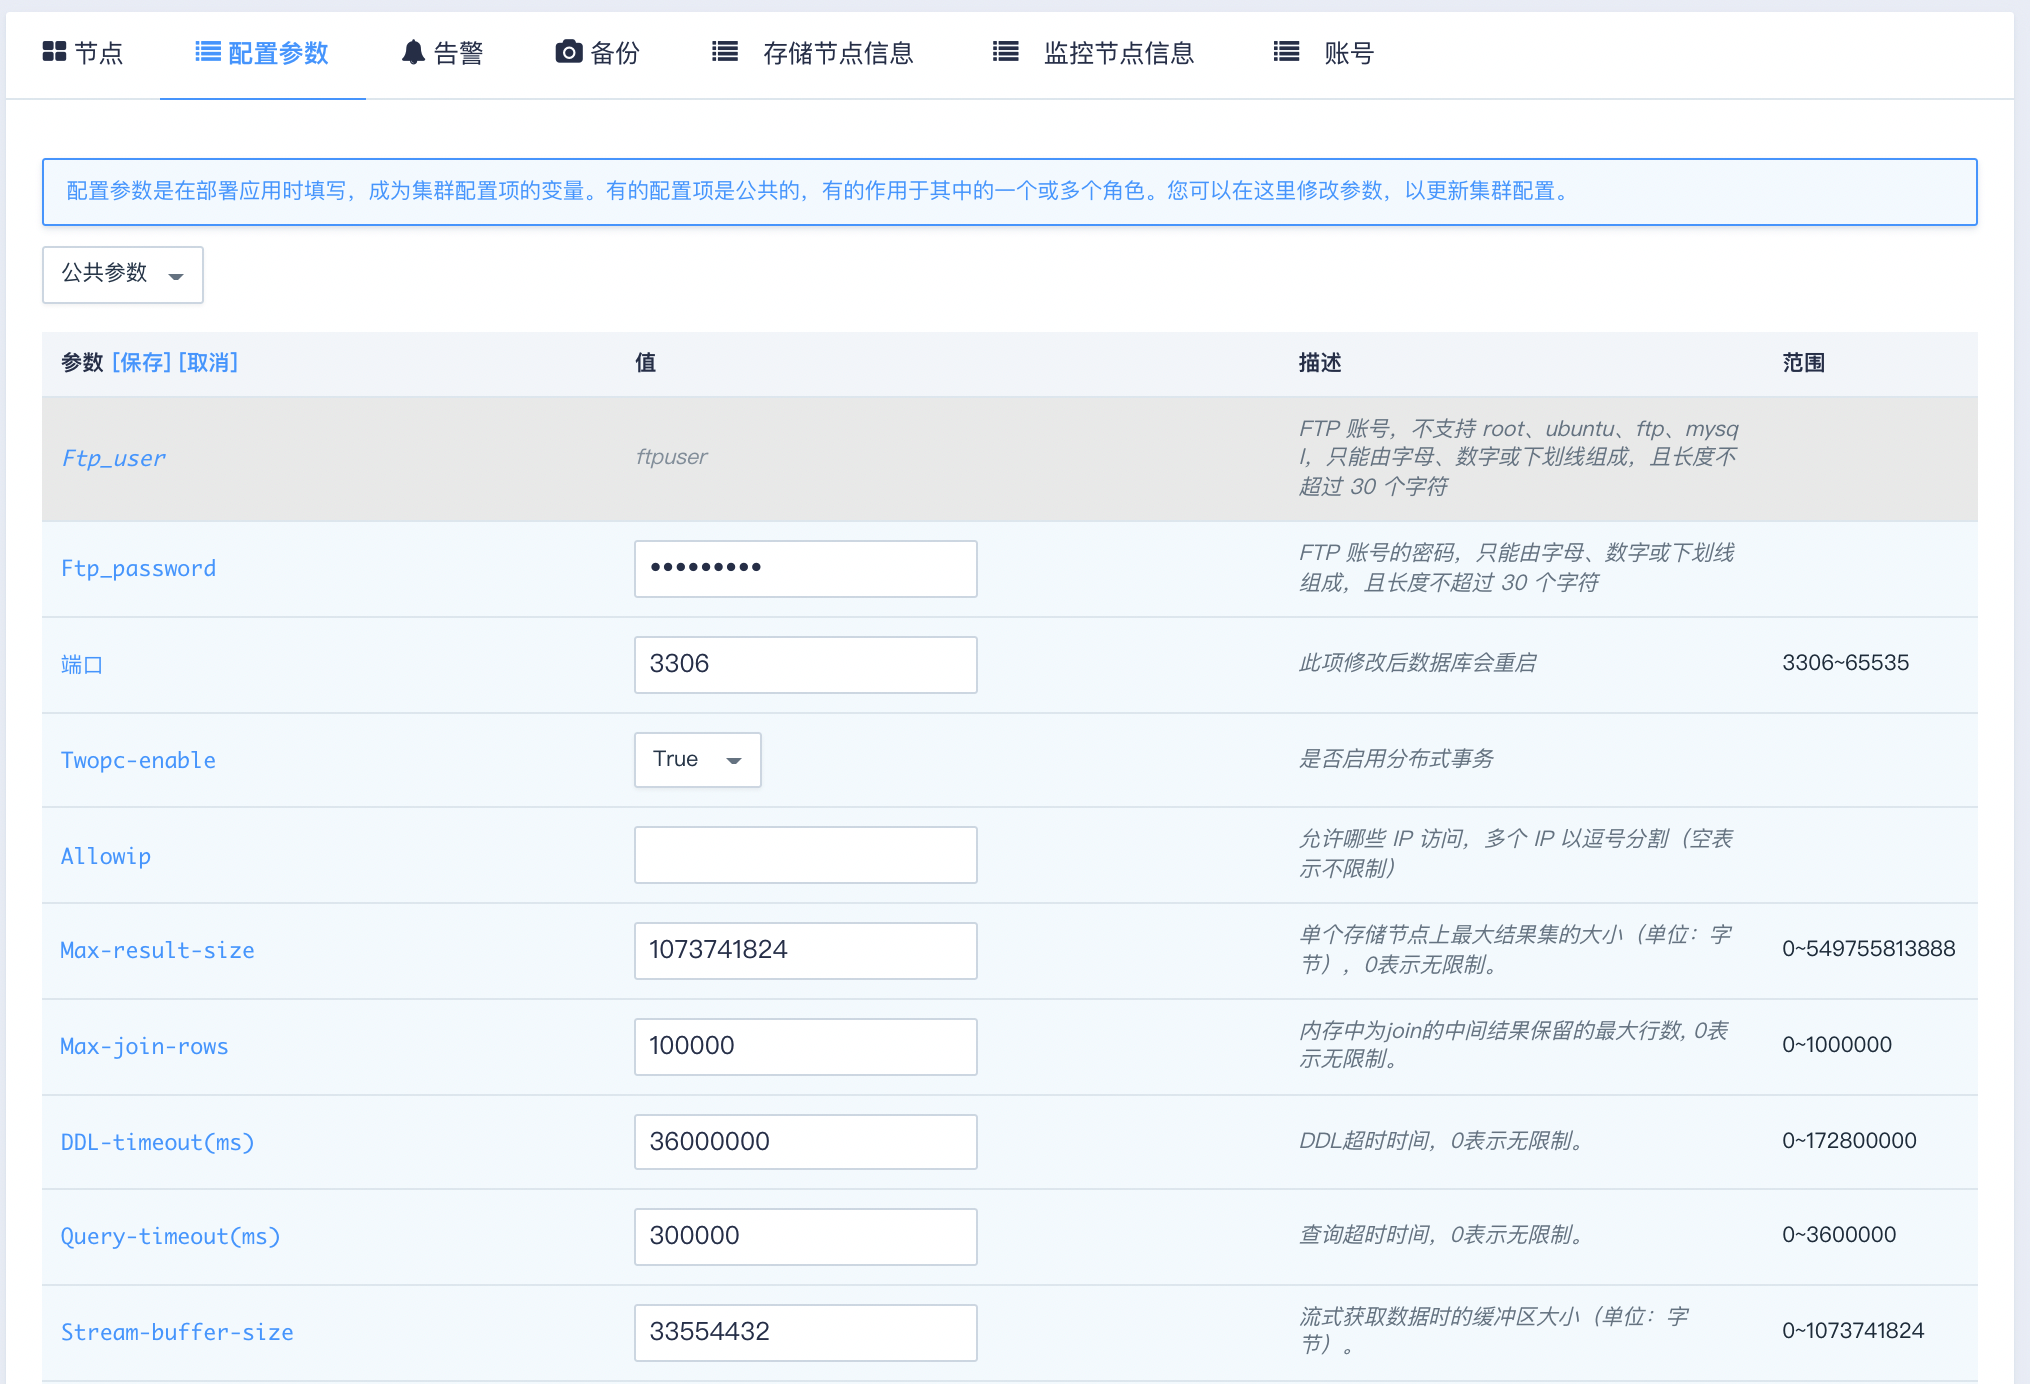 节点 配置参数 告警 备份 存储节点信息 监控节点信息 账号
配置参数是在部署应用时填写，成为集群配置项的变量。有的配置项是公共的，有的作用于其中的一个或多个角色。您可以在这里修改参数，以更新集群配置。
公共参数
参数 [保存] [取消] 值 描述 范围
Ftp_user ftpuser FTP 账号，不支持 root、ubuntu、ftp、mysq
l，只能由字母、数字或下划线组成，且长度不
超过 30 个字符
Ftp_password ••••••••• FTP 账号的密码，只能由字母、数字或下划线
组成，且长度不超过 30 个字符
端口 3306 此项修改后数据库会重启 3306~65535
Twopc-enable True 是否启用分布式事务
Allowip 允许哪些 IP 访问，多个 IP 以逗号分割（空表
示不限制）
Max-result-size 1073741824 单个存储节点上最大结果集的大小（单位：字
节），0表示无限制。 0~549755813888
Max-join-rows 100000 内存中为join的中间结果保留的最大行数, 0表
示无限制。 0~1000000
DDL-timeout(ms) 36000000 DDL超时时间，0表示无限制。 0~172800000
Query-timeout(ms) 300000 查询超时时间，0表示无限制。 0~3600000
Stream-buffer-size 33554432 流式获取数据时的缓冲区大小（单位：字
节）。 0~1073741824